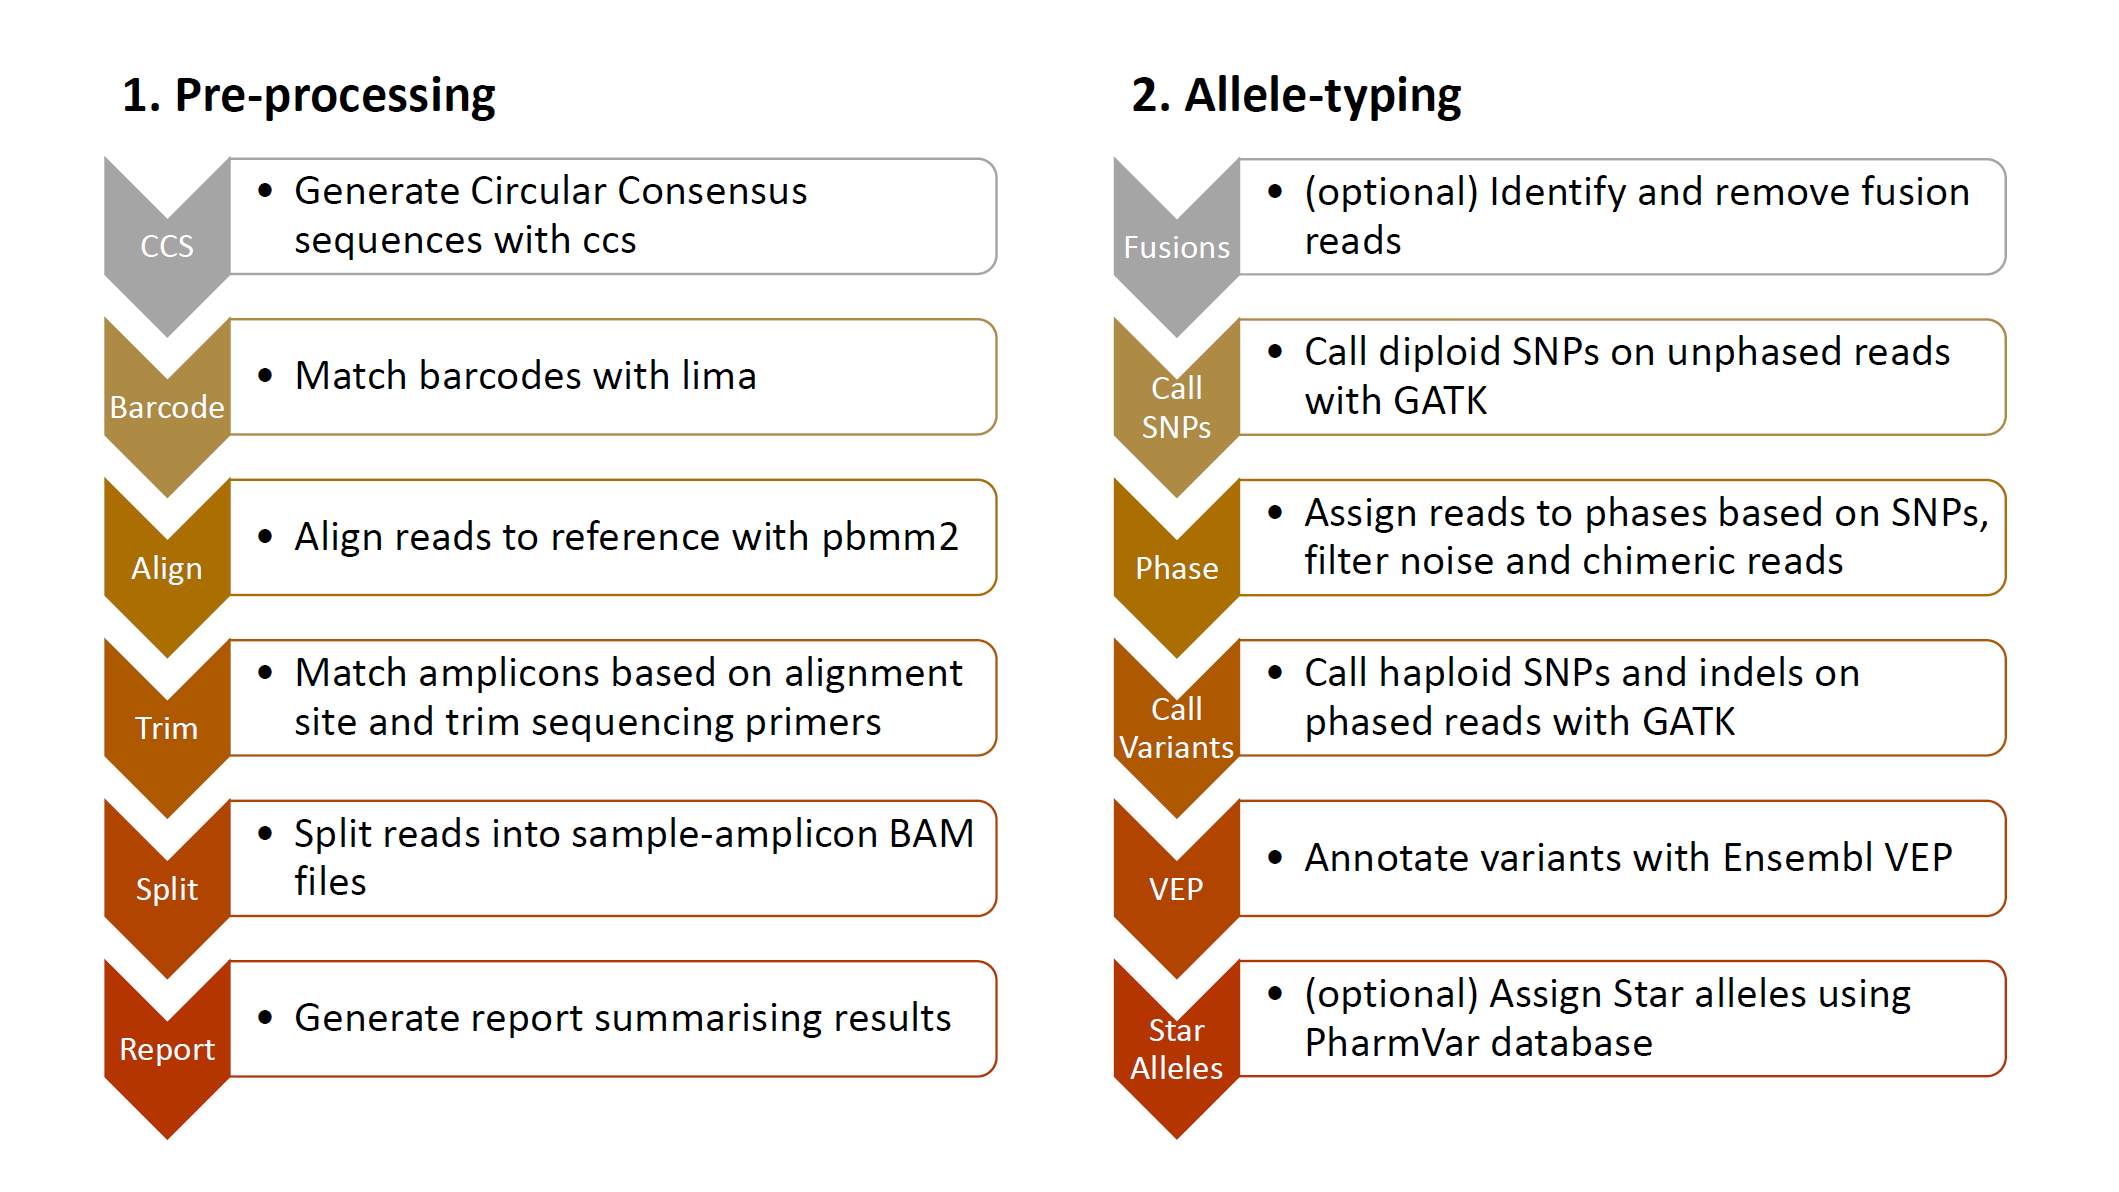 1. Pre-processing
CCS
• Generate Circular Consensus
sequences with ccs
Barcode
• Match barcodes with lima
Align
• Align reads to reference with pbmm2
Trim
• Match amplicons based on alignment
site and trim sequencing primers
Split
• Split reads into sample-amplicon BAM
files
Report
• Generate report summarising results
2. Allele-typing
Fusions
• (optional) Identify and remove fusion
reads
Call
SNPs
• Call diploid SNPs on unphased reads
with GATK
Phase
• Assign reads to phases based on SNPs,
filter noise and chimeric reads
Call
Variants
• Call haploid SNPs and indels on
phased reads with GATK
VEP
• Annotate variants with Ensembl VEP
Star
Alleles
• (optional) Assign Star alleles using
PharmVar database